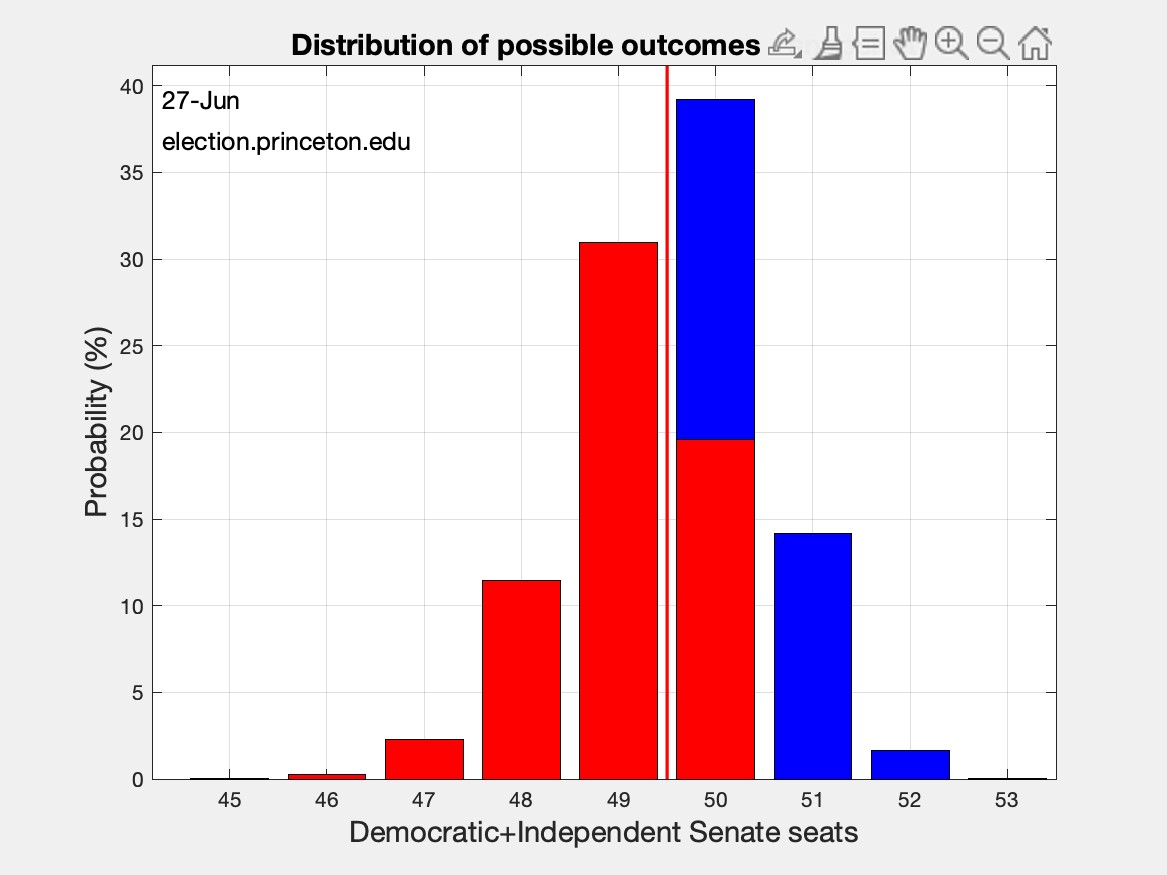 Distribution of possible outcomes
27-Jun
election.princeton.edu
Probability (%)
40
35
30
25
20
15
10
5
0
45 46 47 48 49 50 51 52 53
Democratic+Independent Senate seats